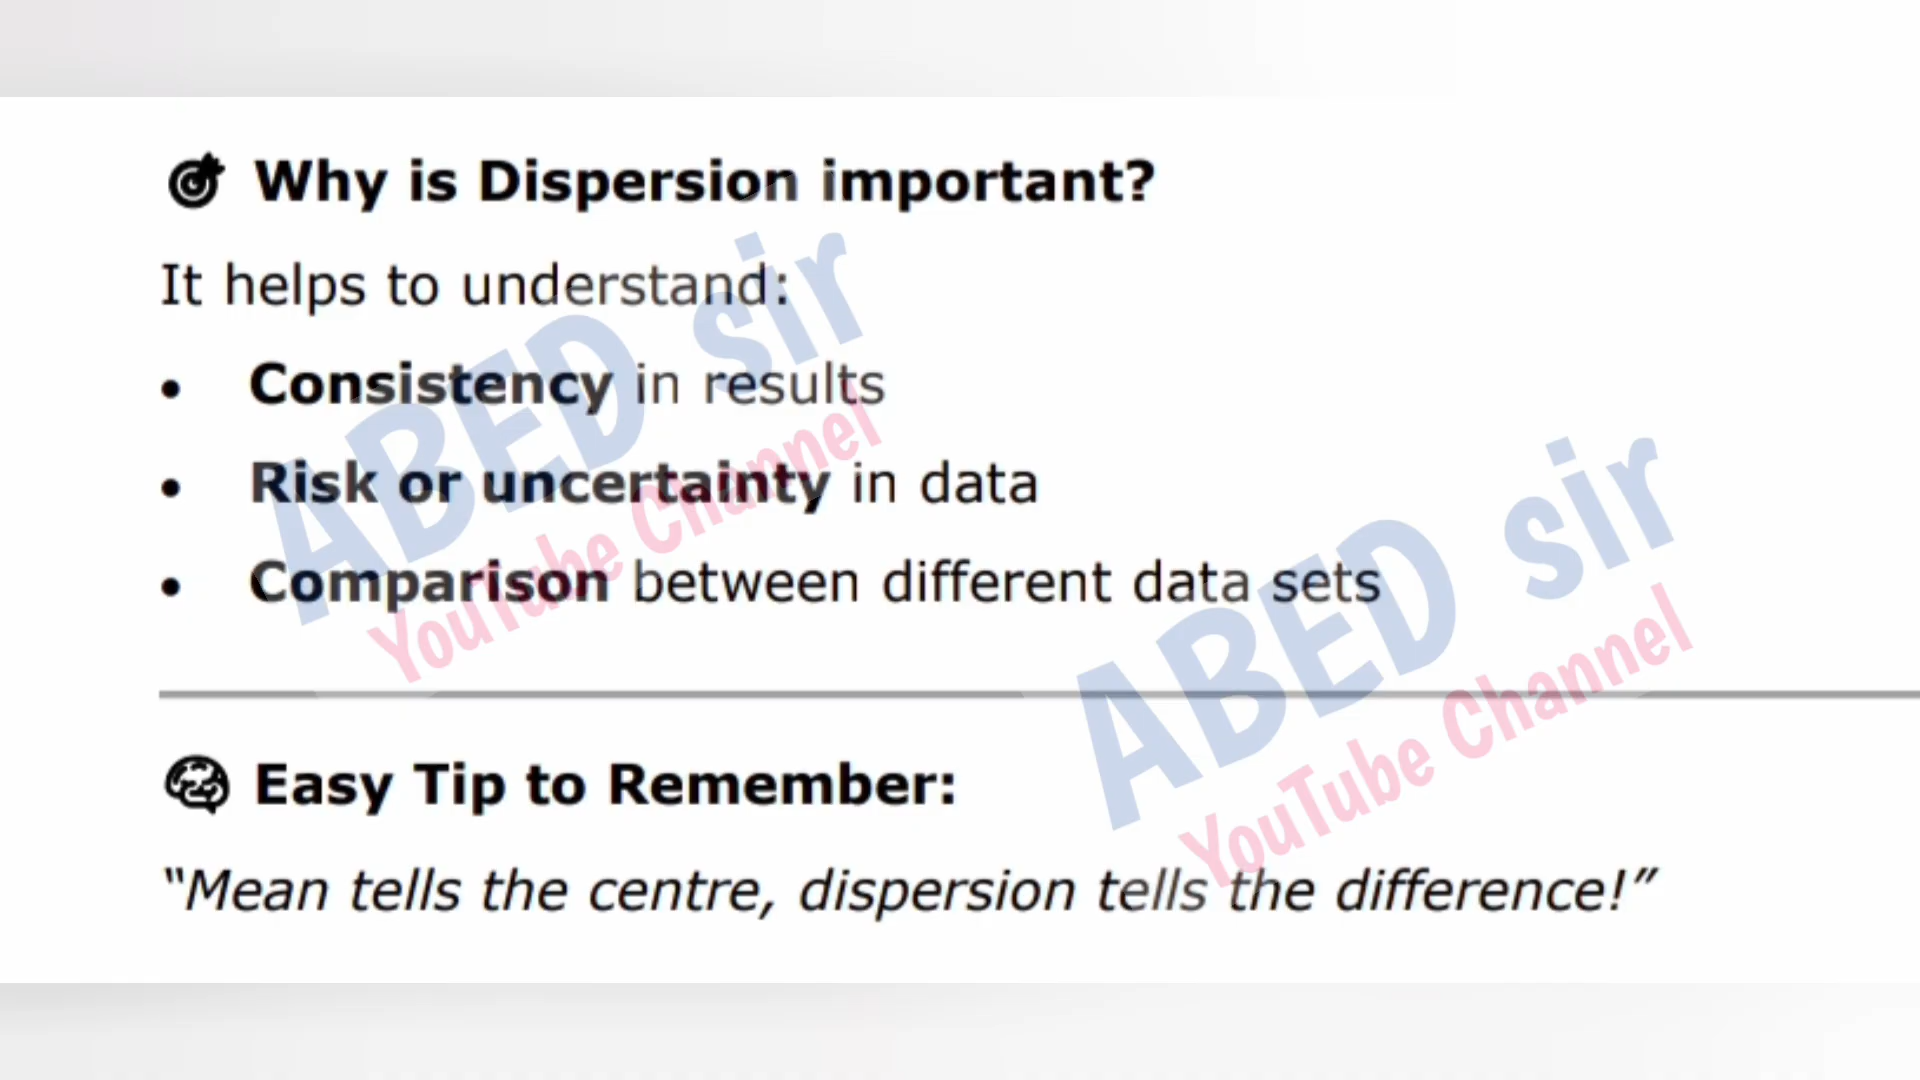 Why is Dispersion important?
It helps to understand:
• Consistency in results
• Risk or uncertainty in data
• Comparison between different data sets
Easy Tip to Remember:
“Mean tells the centre, dispersion tells the difference!”
ABED sir
YouTube Channel
ABED sir
YouTube Channel